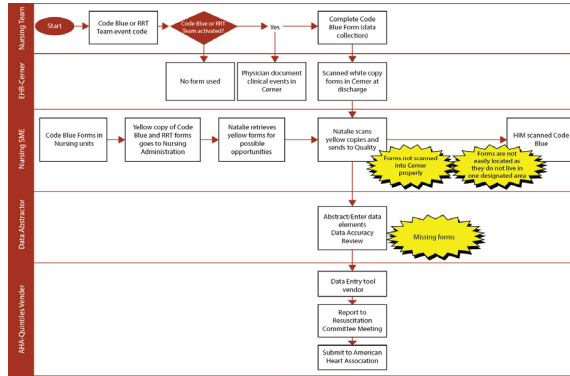 Nursing Team
Start
Code Blue or RRT
Team event code
Code Blue or RRT
Team activated?
Yes
Complete Code
Blue Form (data
collection)
EHR-Cerner
No form used
Physician document
clinical events in
Cerner
Scanned white copy
forms in Cerner at
discharge
Nursing SME
Code Blue Forms in
Nursing units
Yellow copy of Code
Blue and RRT forms
goes to Nursing
Administration
Natalie retrieves
yellow forms for
possible
opportunities
Natalie scans
yellow copies and
sends to Quality
HIM scanned Code
Blue
Forms not scanned
into Cerner
properly
Forms are not
easily located as
they do not live in
one designated area
Data Abstractor
Abstract/Enter data
elements
Data Accuracy
Review
Missing forms
AHA-Quintiles Vender
Data Entry tool
vendor
Report to
Resuscitation
Committee Meeting
Submit to American
Heart Association